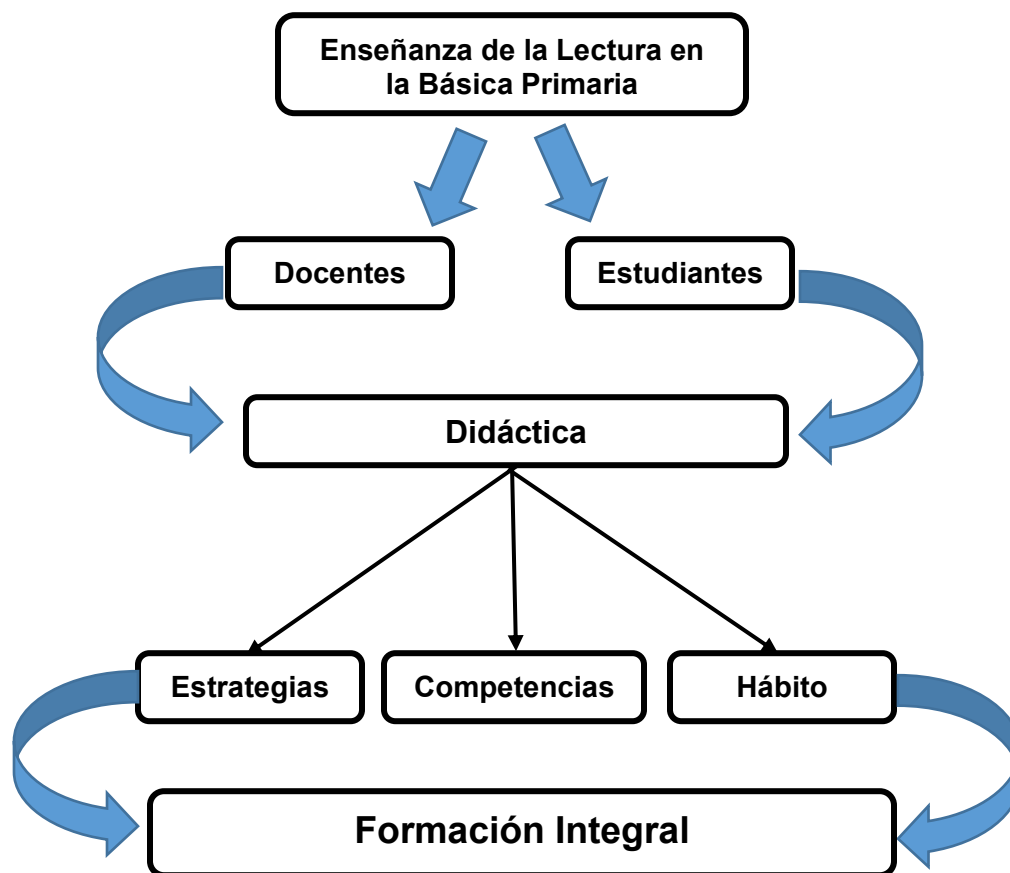 Enseñanza de la Lectura en
la Básica Primaria
Docentes
Estudiantes
Didáctica
Estrategias
Competencias
Hábito
Formación Integral